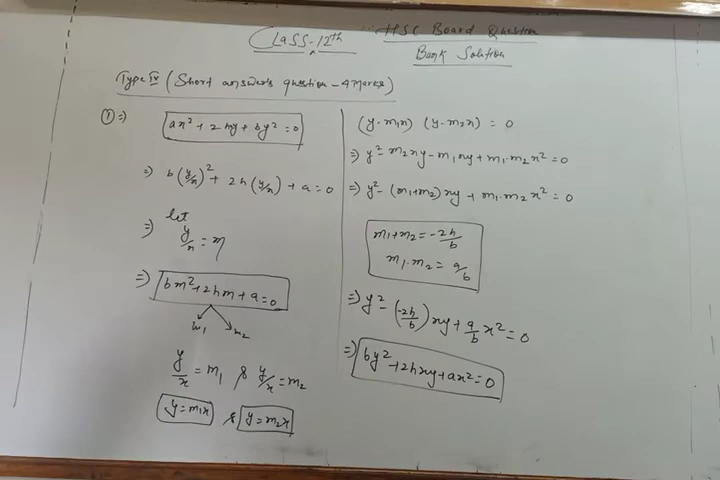 CLASS-12th
HSC Board Question
Bank Solution
Type IV (Short answers question - 4 Marks)
① ⇒ ax² + 2hy + by² = 0
⇒ b(y/x)² + 2h(y/x) + a = 0
let
⇒ y/x = m
⇒ bm² + 2hm + a = 0
m₁ m₂
y/x = m₁ & y/x = m₂
y = m₁x & y = m₂x
(y - m₁x) (y - m₂x) = 0
⇒ y² - m₂xy - m₁xy + m₁.m₂x² = 0
⇒ y² - (m₁+m₂)xy + m₁.m₂x² = 0
m₁+m₂ = -2h/b
m₁.m₂ = a/b
⇒ y² - (-2h/b)xy + a/b x² = 0
⇒ by² + 2hxy + ax² = 0